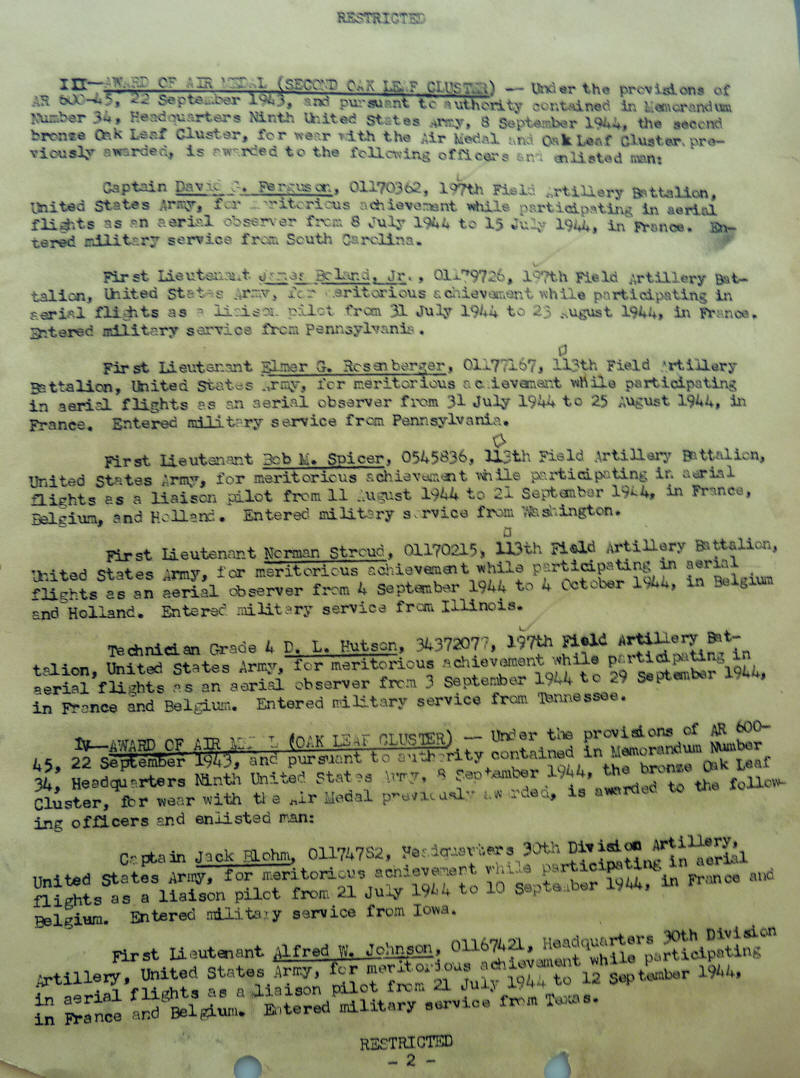 RESTRICTED
III—AWARD OF AIR MEDAL (SECOND OAK LEAF CLUSTER) — Under the provisions of
AR 600-45, 22 September 1943, and pursuant to authority contained in Memorandum
Number 34, Headquarters Ninth United States Army, 8 September 1944, the second
bronze Oak Leaf Cluster, for wear with the Air Medal and Oak Leaf Cluster pre-
viously awarded, is awarded to the following officers and enlisted man:
Captain David Ferguson, 01170362, 197th Field Artillery Battalion,
United States Army, for meritorious achievement while participating in aerial
flights as an aerial observer from 8 July 1944 to 15 July 1944, in France. En-
tered military service from South Carolina.
First Lieutenant Boland, Jr., 9726, 197th Field Artillery Bat-
talion, United States Army, for meritorious achievement while participating in
aerial flights as a liaison pilot from 31 July 1944 to 23 August 1944, in France.
Entered military service from Pennsylvania.
First Lieutenant Elmer G. Rosenberger, 01177167, 113th Field Artillery
Battalion, United States Army, for meritorious achievement while participating
in aerial flights as an aerial observer from 31 July 1944 to 25 August 1944, in
France. Entered military service from Pennsylvania.
First Lieutenant Bob M. Spicer, 0545836, 113th Field Artillery Battalion,
United States Army, for meritorious achievement while participating in aerial
flights as a liaison pilot from 11 August 1944 to 21 September 1944, in France,
Belgium, and Holland. Entered military service from Washington.
First Lieutenant Norman Stroud, 01170215, 113th Field Artillery Battalion,
United States Army, for meritorious achievement while participating in aerial
flights as an aerial observer from 4 September 1944 to 4 October 1944, in Belgium
and Holland. Entered military service from Illinois.
Technician Grade 4 D. L. Hutson, 34372077, 197th Field Artillery Bat-
talion, United States Army, for meritorious achievement while participating in
aerial flights as an aerial observer from 3 September 1944 to 29 September 1944,
in France and Belgium. Entered military service from Tennessee.
IV—AWARD OF AIR MEDAL (OAK LEAF CLUSTER) — Under the provisions of AR 600-
45, 22 September 1943, and pursuant to authority contained in Memorandum Number
34, Headquarters Ninth United States Army, 8 September 1944, the bronze Oak Leaf
Cluster, for wear with the Air Medal previously awarded, is awarded to the follow-
ing officers and enlisted man:
Captain Jack Blohm, 01174782, Headquarters 30th Division Artillery,
United States Army, for meritorious achievement while participating in aerial
flights as a liaison pilot from 21 July 1944 to 10 September 1944, in France and
Belgium. Entered military service from Iowa.
First Lieutenant Alfred W. Johnson, 01167421, Headquarters 30th Division
Artillery, United States Army, for meritorious achievement while participating
in aerial flights as a liaison pilot from 21 July 1944 to 12 September 1944,
in France and Belgium. Entered military service from Texas.
RESTRICTED
- 2 -